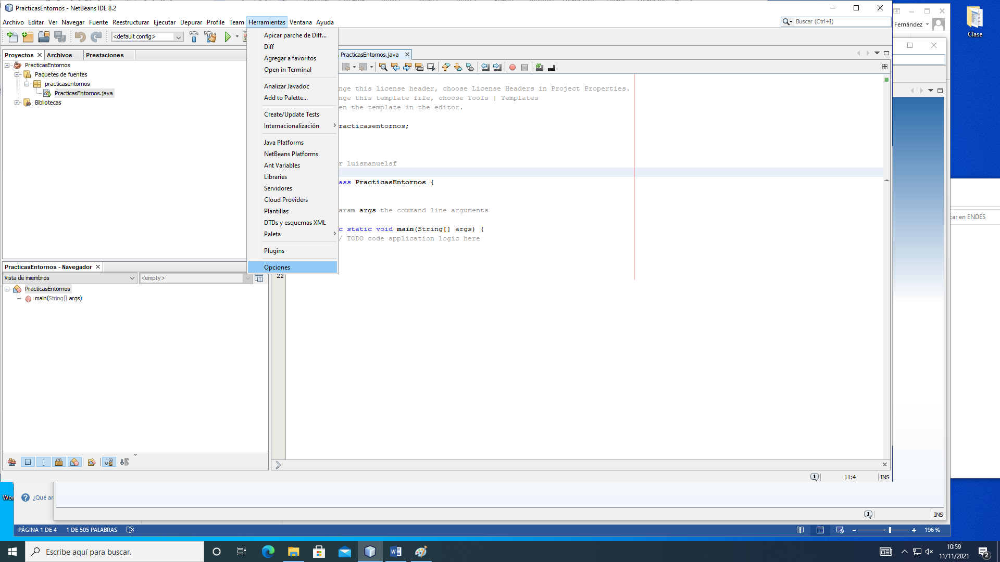 PracticasEntornos - NetBeans IDE 8.2
Archivo Editar Ver Navegar Fuente Reestructurar Ejecutar Depurar Profile Team Herramientas Ventana Ayuda
Buscar (Ctrl+I)
Fernández
Clase
<default config>
Apicar parche de Diff...
Diff
Agregar a favoritos
Open in Terminal
Analizar Javadoc
Add to Palette...
Create/Update Tests
Internacionalización
Java Platforms
NetBeans Platforms
Ant Variables
Libraries
Servidores
Cloud Providers
Plantillas
DTDs y esquemas XML
Paleta
Plugins
Opciones
Proyectos Archivos Prestaciones
PracticasEntornos
Paquetes de fuentes
practicasentornos
PracticasEntornos.java
Bibliotecas
PracticasEntornos.java
nge this license header, choose License Headers in Project Properties.
nge this template file, choose Tools | Templates
en the template in the editor.
racticasentornos;
r luismanuelsf
ass PracticasEntornos {
aram args the command line arguments
c static void main(String[] args) {
/ TODO code application logic here
22
PracticasEntornos - Navegador
Vista de miembros
<empty>
PracticasEntornos
main(String[] args)
1
11:4
INS
car en ENDES
Wor
¿Qué ar
1
INS
PÁGINA 1 DE 4
1 DE 505 PALABRAS
196 %
Escribe aquí para buscar.
10:59
11/11/2021
2